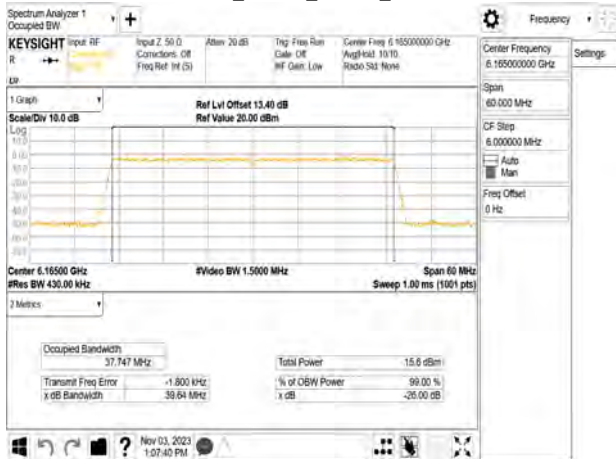 Spectrum Analyzer 1
Occupied BW
+
Frequency
KEYSIGHT
Input: RF
R
Input Z: 50 Ω
Corrections: Off
Freq Ref: Int (S)
Atten: 20 dB
Trig: Free Run
Gate: Off
#IF Gain: Low
Center Freq: 6.165000000 GHz
Avg|Hold: 10/10
Radio Std: None
Center Frequency
6.165000000 GHz
Settings
Span
60.000 MHz
CF Step
6.000000 MHz
Auto
Man
Freq Offset
0 Hz
1 Graph
Scale/Div 10.0 dB
Ref Lvl Offset 13.40 dB
Ref Value 20.00 dBm
Log
Center 6.16500 GHz
#Res BW 430.00 kHz
#Video BW 1.5000 MHz
Span 60 MHz
Sweep 1.00 ms (1001 pts)
2 Metrics
Occupied Bandwidth
37.747 MHz
Total Power 15.6 dBm
Transmit Freq Error -1.800 kHz
% of OBW Power 99.00 %
x dB Bandwidth 39.64 MHz
x dB -26.00 dB
?
Nov 03, 2023
1:07:40 PM